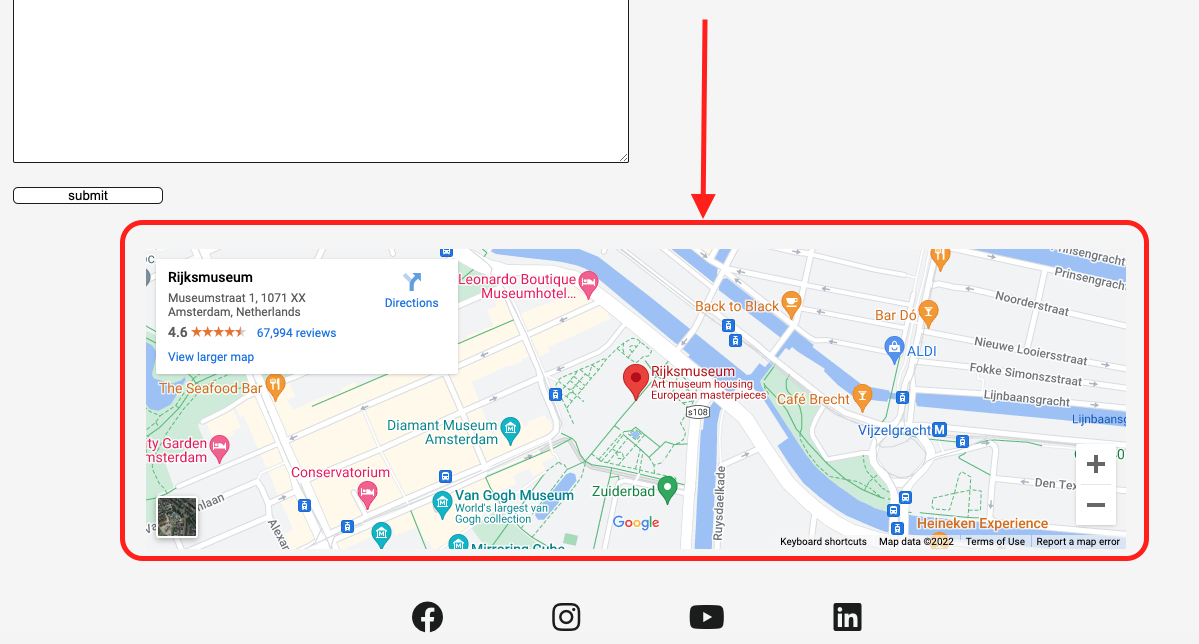 submit
Rijksmuseum
Museumstraat 1, 1071 XX
Amsterdam, Netherlands
4.6
67,994 reviews
View larger map
Directions
Leonardo Boutique
Museumhotel...
Prinsengracht
Prinsengracht
Noorderstraat
Back to Black
Bar Dó
ALDI
Nieuwe Looiersstraat
Fokke Simonszstraat
Lijnbaansgracht
Rijksmuseum
Art museum housing
European masterpieces
The Seafood Bar
Café Brecht
s108
Lijnbaansg
Diamant Museum
Amsterdam
Vijzelgracht
M
ty Garden
msterdam
Conservatorium
Den Tex
Van Gogh Museum
World's largest van
Gogh collection
Zuiderbad
Ruysdaelkade
Google
Heineken Experience
Alexar
Mirroring Cube
Keyboard shortcuts
Map data ©2022
Terms of Use
Report a map error